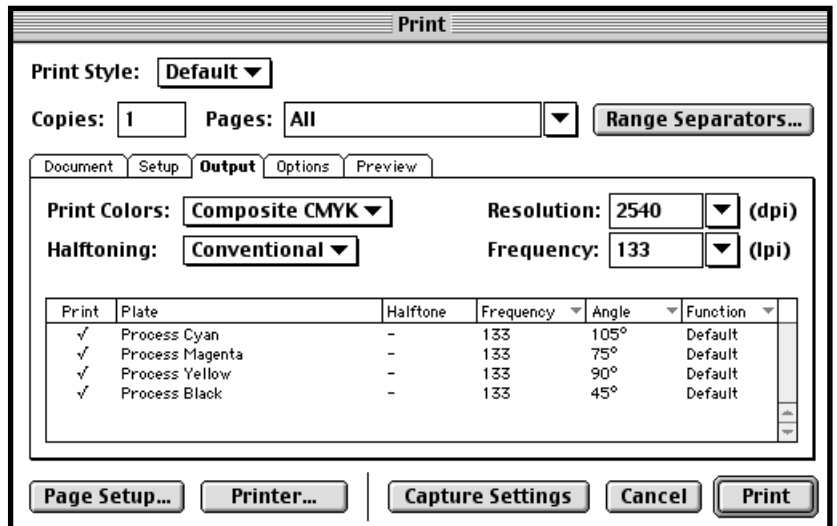 Print
Print Style: Default
Copies: 1 Pages: All Range Separators...
Document Setup Output Options Preview
Print Colors: Composite CMYK Resolution: 2540 (dpi)
Halftoning: Conventional Frequency: 133 (lpi)
Print Plate Halftone Frequency Angle Function
√ Process Cyan - 133 105° Default
√ Process Magenta - 133 75° Default
√ Process Yellow - 133 90° Default
√ Process Black - 133 45° Default
Page Setup... Printer... Capture Settings Cancel Print